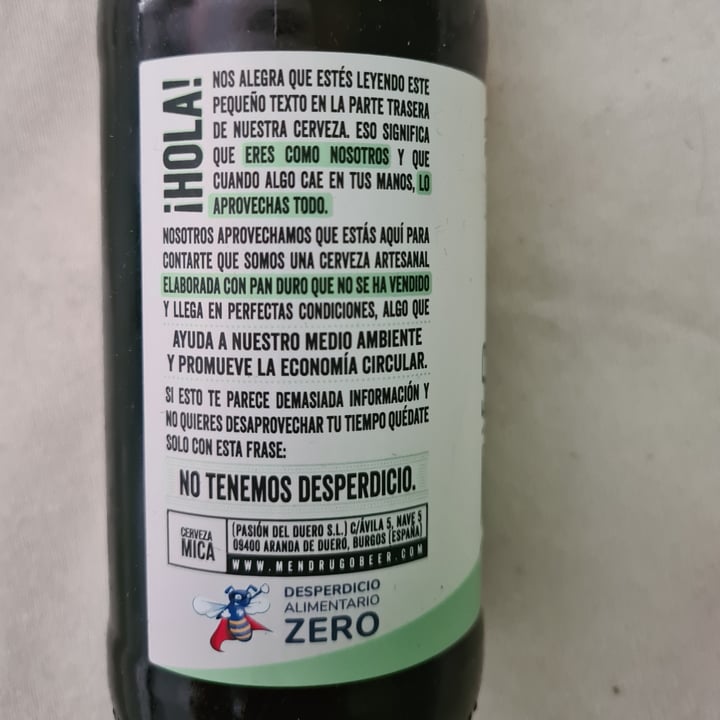 ¡HOLA!
NOS ALEGRA QUE ESTÉS LEYENDO ESTE
PEQUEÑO TEXTO EN LA PARTE TRASERA
DE NUESTRA CERVEZA. ESO SIGNIFICA
QUE ERES COMO NOSOTROS Y QUE
CUANDO ALGO CAE EN TUS MANOS, LO
APROVECHAS TODO.
NOSOTROS APROVECHAMOS QUE ESTÁS AQUÍ PARA
CONTARTE QUE SOMOS UNA CERVEZA ARTESANAL
ELABORADA CON PAN DURO QUE NO SE HA VENDIDO
Y LLEGA EN PERFECTAS CONDICIONES, ALGO QUE
AYUDA A NUESTRO MEDIO AMBIENTE
Y PROMUEVE LA ECONOMÍA CIRCULAR.
SI ESTO TE PARECE DEMASIADA INFORMACIÓN Y
NO QUIERES DESAPROVECHAR TU TIEMPO QUÉDATE
SOLO CON ESTA FRASE:
NO TENEMOS DESPERDICIO.
CERVEZA
MICA
(PASIÓN DEL DUERO S.L.) C/ÁVILA 5, NAVE 5
09400 ARANDA DE DUERO, BURGOS (ESPAÑA)
WWW.MENDRUGOBEER.COM
DESPERDICIO
ALIMENTARIO
ZERO